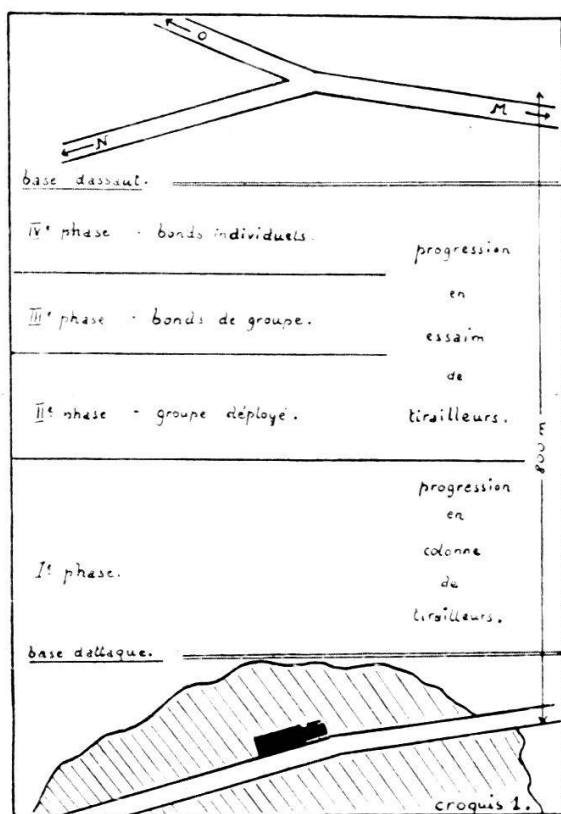 O
M
N
base dassaut.
IVe phase - bonds individuels.
progression
en
essaim
de
tirailleurs.
IIIe phase - bonds de groupe.
IIe phase - groupe déployé.
800 m
progression
en
colonne
de
tirailleurs.
Ie phase.
base dattaque.
croquis 1.